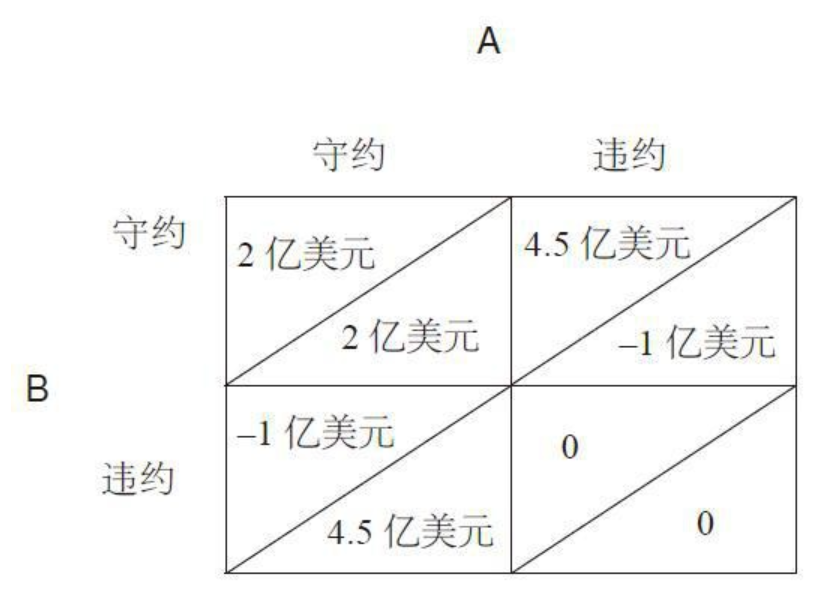 A
守约 违约
守约
2 亿美元 4.5 亿美元
2 亿美元 –1 亿美元
B
违约
–1 亿美元 0
4.5 亿美元 0